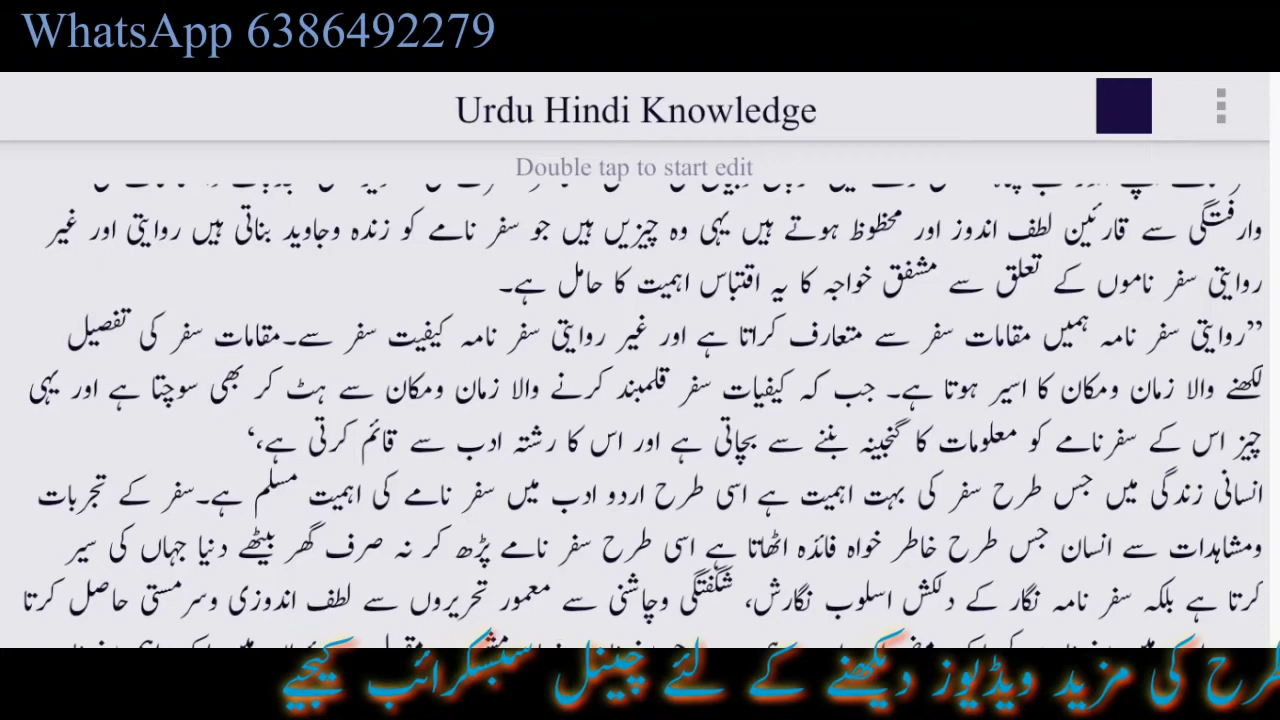 WhatsApp 6386492279
Urdu Hindi Knowledge
Double tap to start edit
وارفتگی سے قارئین لطف اندوز اور محظوظ ہوتے ہیں یہی وہ چیزیں ہیں جو سفر نامے کو زندہ وجاوید بناتی ہیں روایتی اور غیر
روایتی سفر ناموں کے تعلق سے مشفق خواجہ کا یہ اقتباس اہمیت کا حامل ہے۔
”روایتی سفر نامہ ہمیں مقامات سفر سے متعارف کراتا ہے اور غیر روایتی سفر نامہ کیفیت سفر سے۔مقامات سفر کی تفصیل
لکھنے والا زمان ومکان کا اسیر ہوتا ہے۔ جب کہ کیفیات سفر قلمبند کرنے والا زمان ومکان سے ہٹ کر بھی سوچتا ہے اور یہی
چیز اس کے سفرنامے کو معلومات کا گنجینہ بننے سے بچاتی ہے اور اس کا رشتہ ادب سے قائم کرتی ہے،‘
انسانی زندگی میں جس طرح سفر کی بہت اہمیت ہے اسی طرح اردو ادب میں سفر نامے کی اہمیت مسلم ہے۔سفر کے تجربات
ومشاہدات سے انسان جس طرح خاطر خواہ فائدہ اٹھاتا ہے اسی طرح سفر نامے پڑھ کر نہ صرف گھر بیٹھے دنیا جہاں کی سیر
کرتا ہے بلکہ سفر نامہ نگار کے دلکش اسلوب نگارش، شگفتگی وچاشنی سے معمور تحریروں سے لطف اندوزی وسرمستی حاصل کرتا
طرح کی مزید ویڈیوز دیکھنے کے لئے چینل سبسکرائب کیجیے